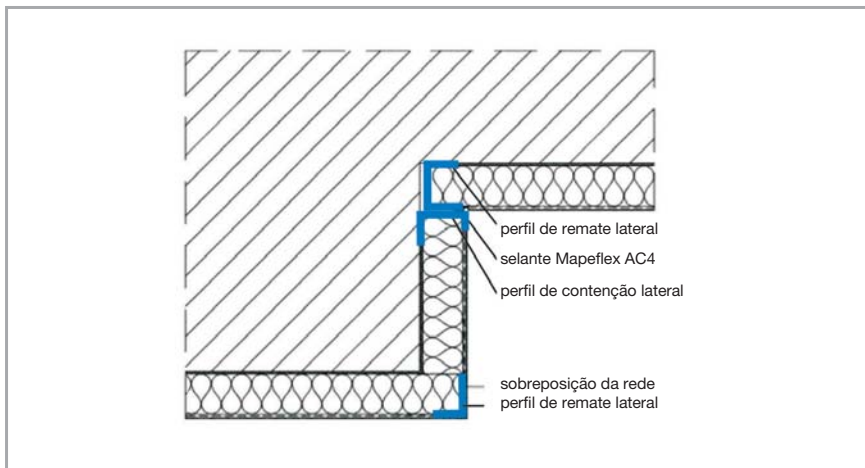 perfil de remate lateral
selante Mapeflex AC4
perfil de contenção lateral
sobreposição da rede
perfil de remate lateral